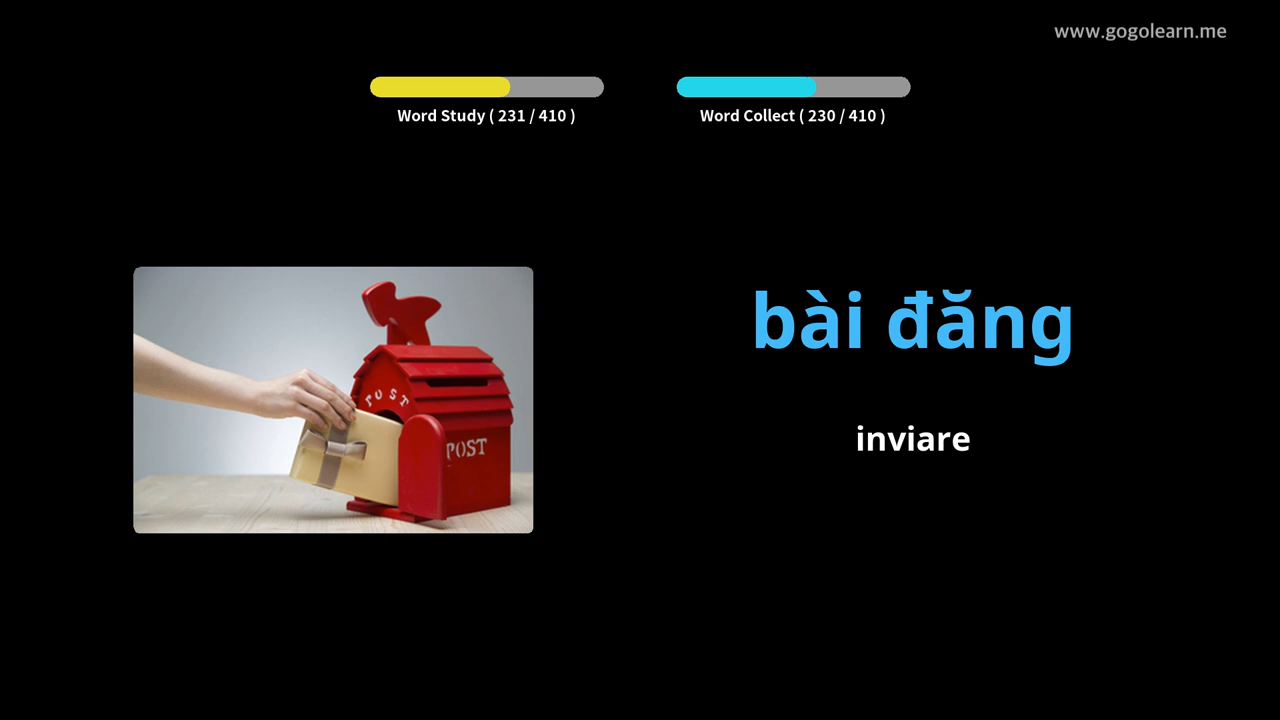 www.gogolearn.me
Word Study ( 231 / 410 )
Word Collect ( 230 / 410 )
POST
POST
bài đăng
inviare